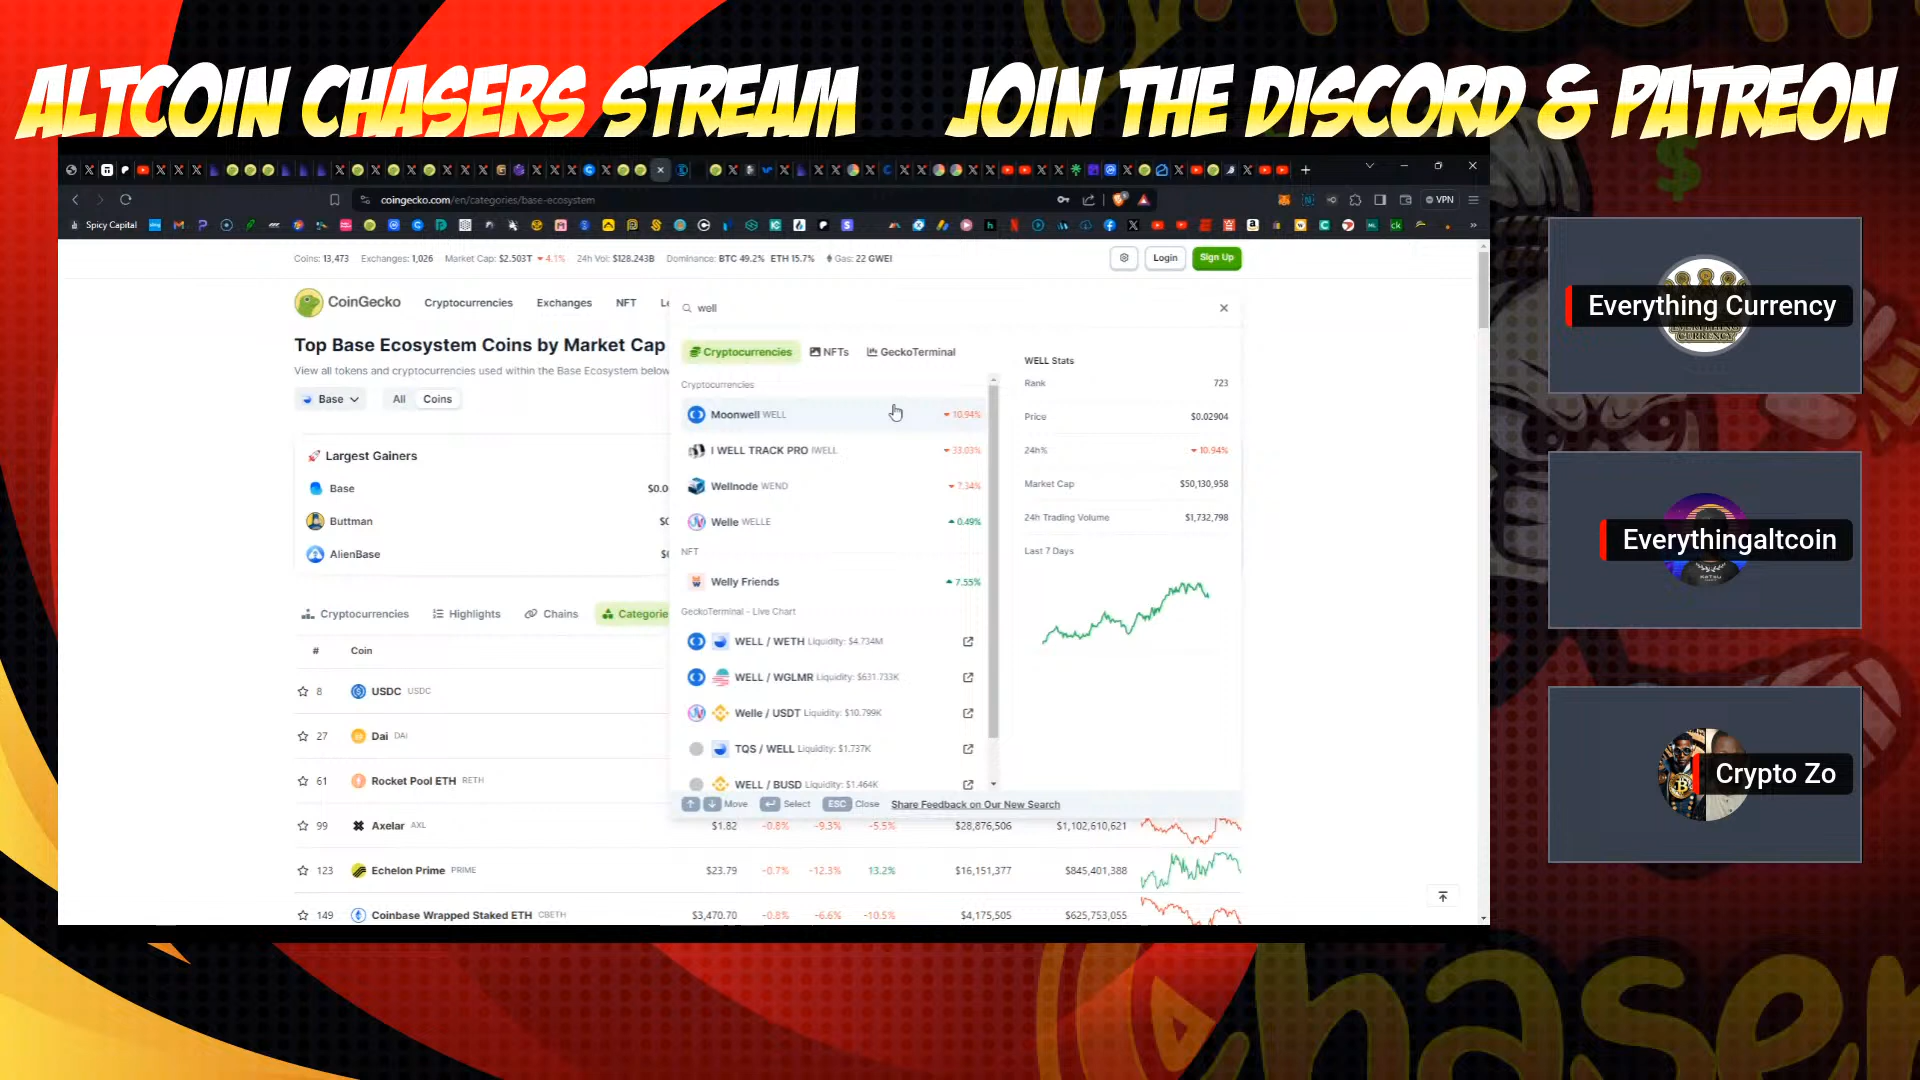 ALTCOIN CHASERS STREAM JOIN THE DISCORD & PATREON
coingecko.com/en/categories/base-ecosystem
VPN
Spicy Capital
Coins: 13,473 Exchanges: 1,026 Market Cap: $2.503T 4.1% 24h Vol: $128.243B Dominance: BTC 49.2% ETH 15.7% Gas: 22 GWEI
Login Sign Up
CoinGecko Cryptocurrencies Exchanges NFT
well
Top Base Ecosystem Coins by Market Cap
View all tokens and cryptocurrencies used within the Base Ecosystem below
Base All Coins
Largest Gainers
Base $0.0
Buttman
AlienBase
Cryptocurrencies Highlights Chains Categorie
# Coin
8 USDC USDC
27 Dai DAI
61 Rocket Pool ETH RETH
99 Axelar AXL $1.82 -0.8% -9.3% -5.5% $28,876,506 $1,102,610,621
123 Echelon Prime PRIME $23.79 -0.7% -12.3% 13.2% $16,151,377 $845,401,388
149 Coinbase Wrapped Staked ETH CBETH $3,470.70 -0.8% -6.6% -10.5% $4,175,505 $625,753,055
Cryptocurrencies NFTs GeckoTerminal
Cryptocurrencies
Moonwell WELL 10.94%
I WELL TRACK PRO IWELL 33.03%
Wellnode WEND 7.34%
Welle WELLE 0.49%
NFT
Welly Friends 7.55%
GeckoTerminal - Live Chart
WELL / WETH Liquidity: $4.734M
WELL / WGLMR Liquidity: $631.733K
Welle / USDT Liquidity: $10.799K
TQS / WELL Liquidity: $1.737K
WELL / BUSD Liquidity: $1.464K
Move Select ESC Close Share Feedback on Our New Search
WELL Stats
Rank 723
Price $0.02904
24h% 10.94%
Market Cap $50,130,958
24h Trading Volume $1,732,798
Last 7 Days
Everything Currency
EVERYTHING
CURRENCY
Everythingaltcoin
Crypto Zo